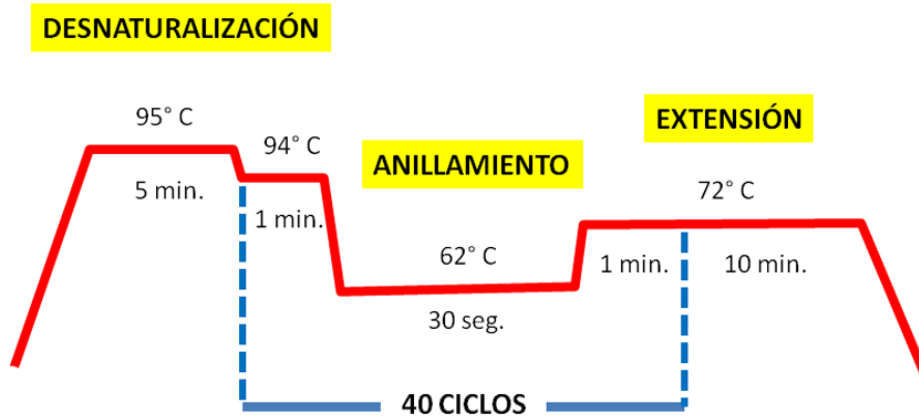 DESNATURALIZACIÓN
95° C
5 min.
94° C
1 min.
ANILLAMIENTO
62° C
30 seg.
EXTENSIÓN
72° C
1 min.
10 min.
40 CICLOS